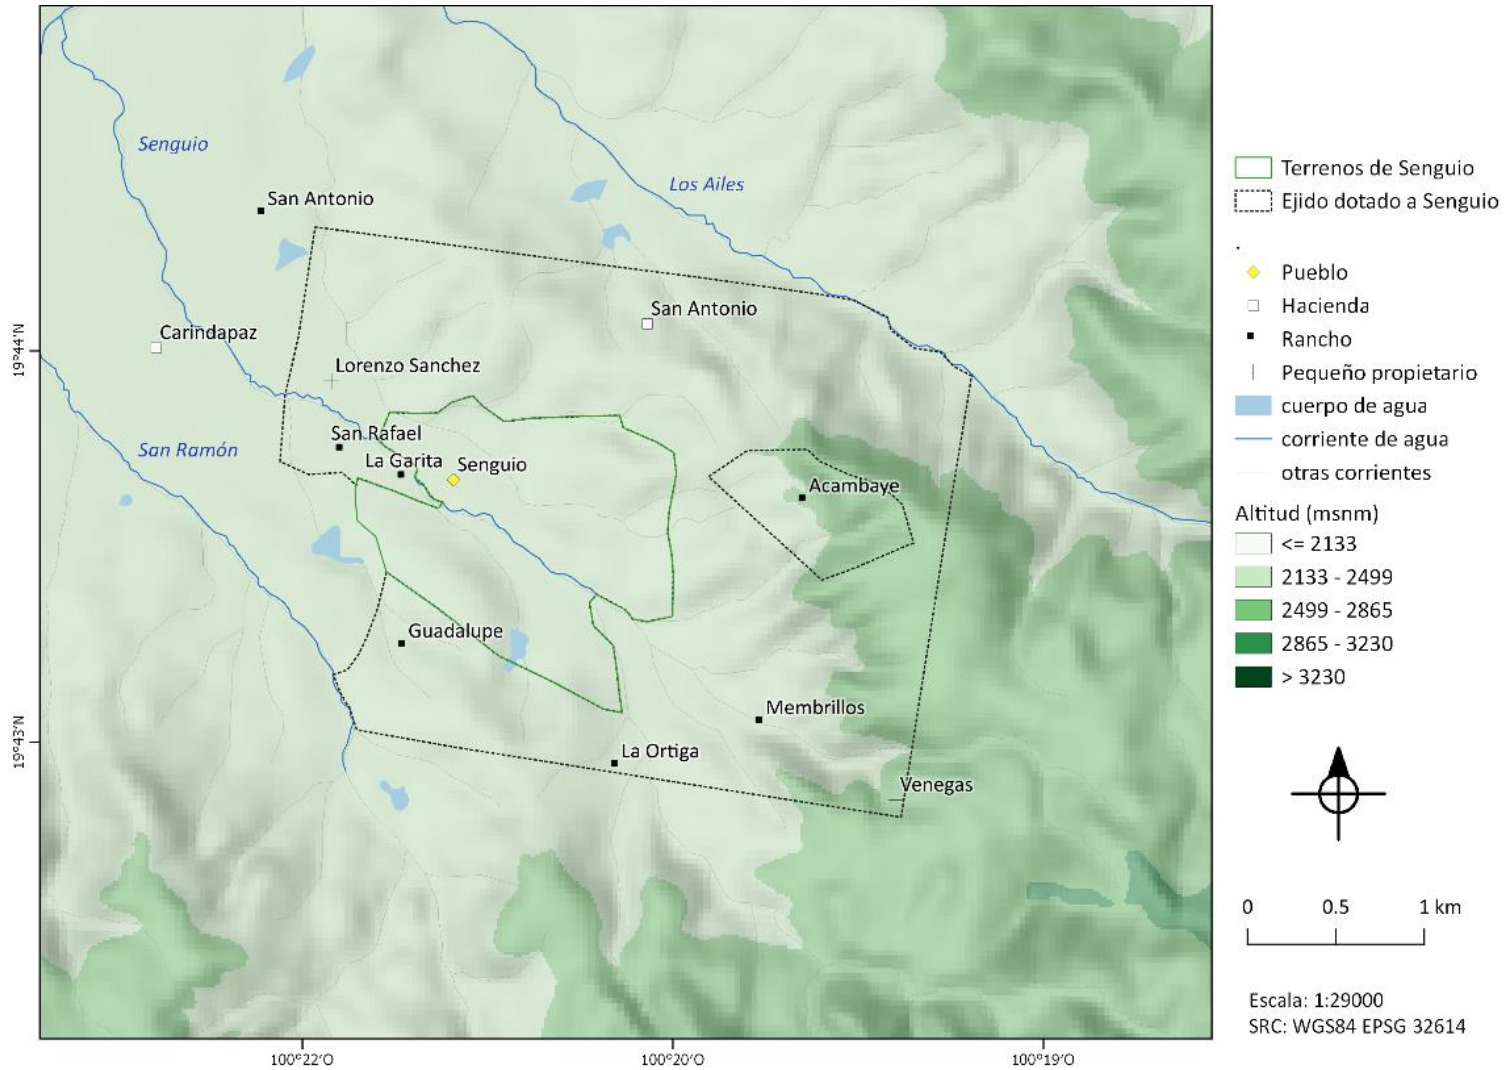 Senguio
Los Ailes
San Antonio
San Antonio
Carindapaz
Lorenzo Sanchez
San Rafael
San Ramón
La Garita
Senguio
Acambaye
Guadalupe
Membrillos
La Ortiga
Venegas
19°44'N
19°43'N
100°22'O
100°20'O
100°19'O
Terrenos de Senguio
Ejido dotado a Senguio
Pueblo
Hacienda
Rancho
Pequeño propietario
cuerpo de agua
corriente de agua
otras corrientes
Altitud (msnm)
<= 2133
2133 - 2499
2499 - 2865
2865 - 3230
> 3230
0 0.5 1 km
Escala: 1:29000
SRC: WGS84 EPSG 32614